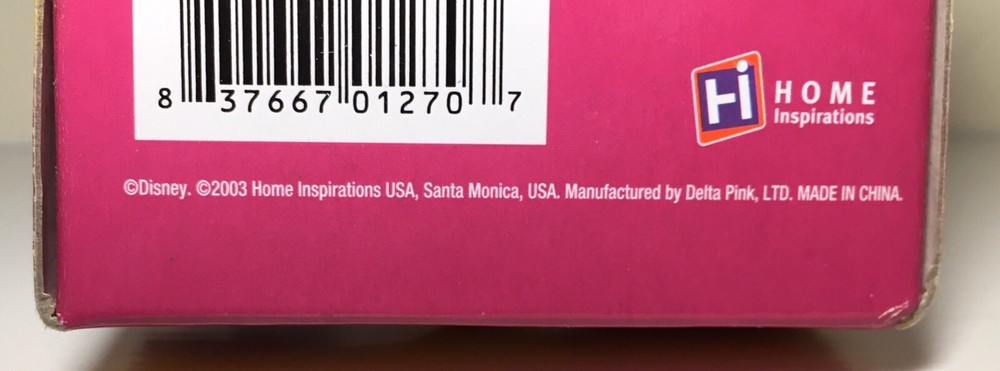 8 37667 01270 7
Hi HOME
Inspirations
©Disney. ©2003 Home Inspirations USA, Santa Monica, USA. Manufactured by Delta Pink, LTD. MADE IN CHINA.